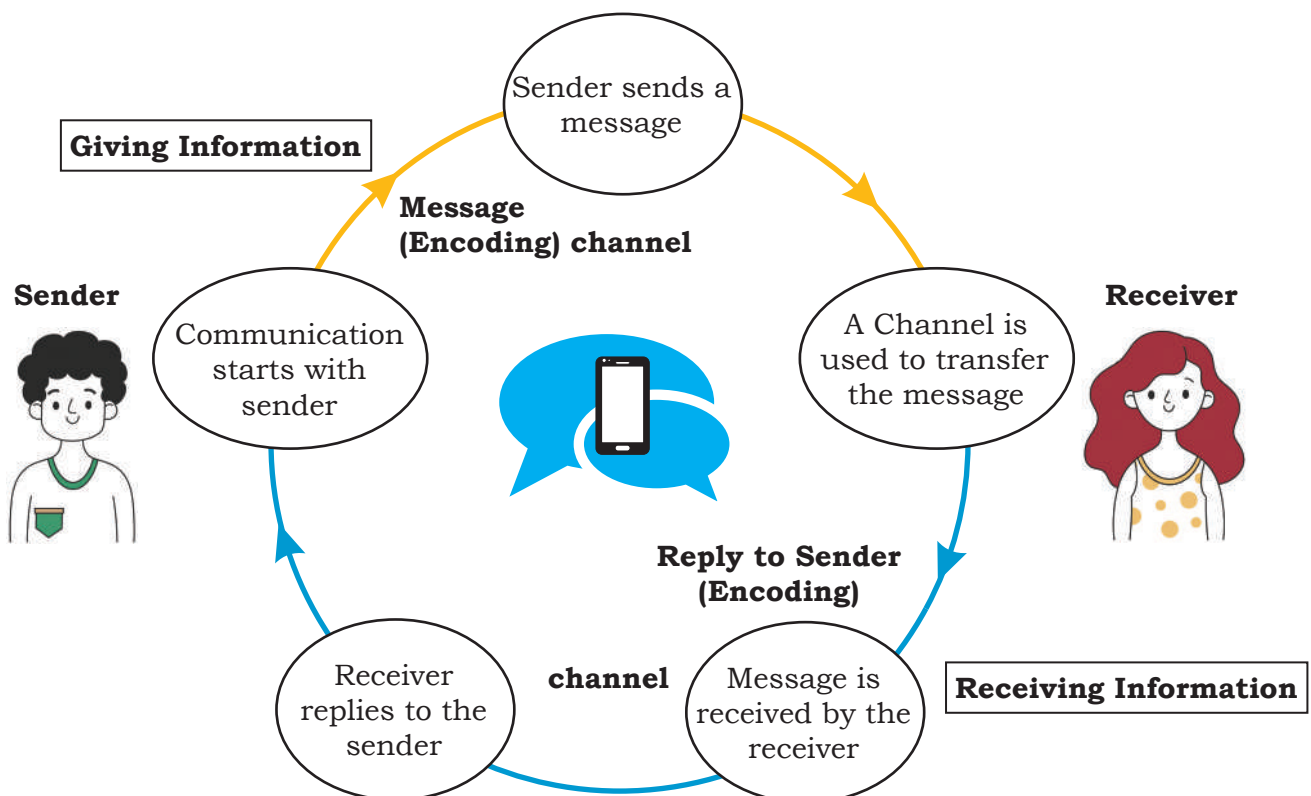 Sender sends a
message
Giving Information
Message
(Encoding) channel
Sender
Communication
starts with
sender
A Channel is
used to transfer
the message
Receiver
Reply to Sender
(Encoding)
channel
Message is
received by the
receiver
Receiving Information
Receiver
replies to the
sender